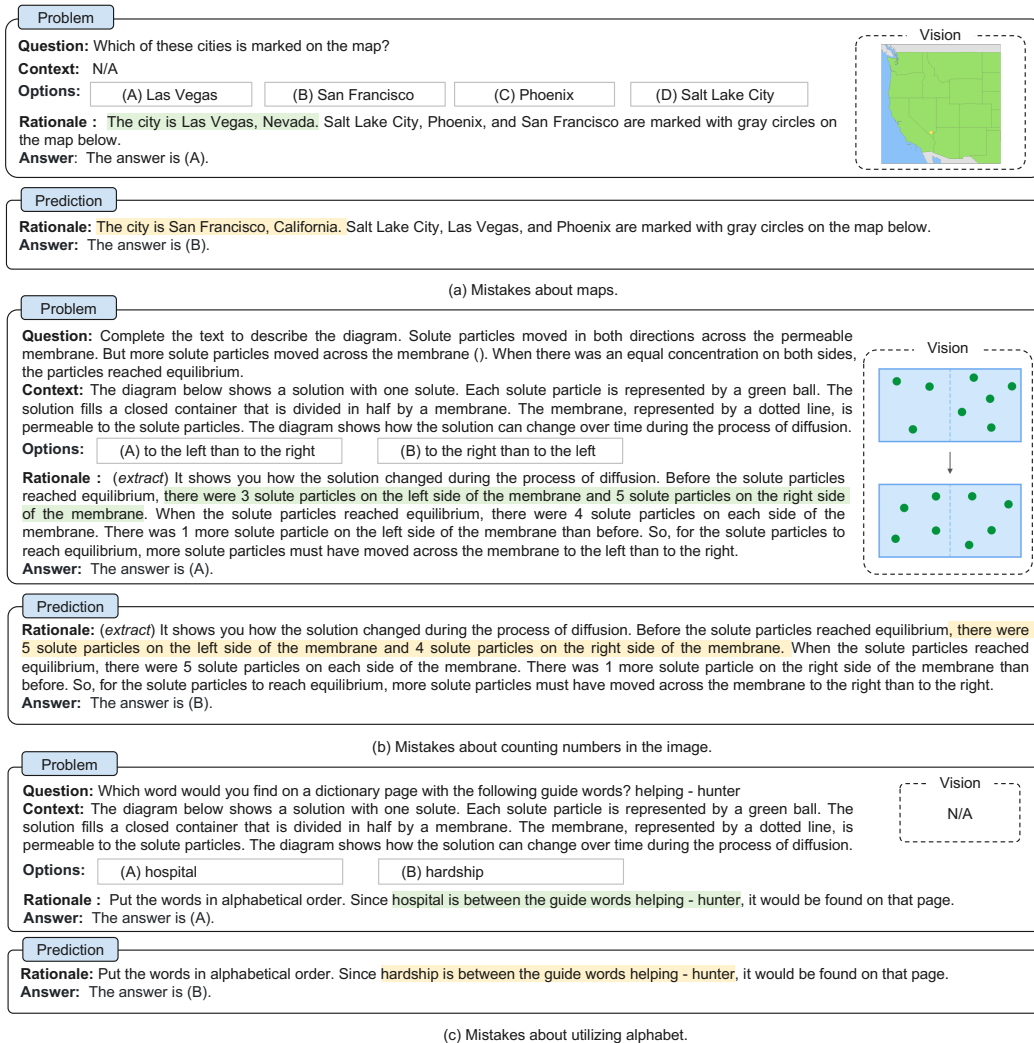 Problem
Question: Which of these cities is marked on the map?
Vision
Context: N/A
Options: (A) Las Vegas (B) San Francisco (C) Phoenix (D) Salt Lake City
Rationale : The city is Las Vegas, Nevada. Salt Lake City, Phoenix, and San Francisco are marked with gray circles on
the map below.
Answer: The answer is (A).
Prediction
Rationale: The city is San Francisco, California. Salt Lake City, Las Vegas, and Phoenix are marked with gray circles on the map below.
Answer: The answer is (B).
(a) Mistakes about maps.
Problem
Question: Complete the text to describe the diagram. Solute particles moved in both directions across the permeable
membrane. But more solute particles moved across the membrane (). When there was an equal concentration on both sides,
the particles reached equilibrium.
Vision
Context: The diagram below shows a solution with one solute. Each solute particle is represented by a green ball. The
solution fills a closed container that is divided in half by a membrane. The membrane, represented by a dotted line, is
permeable to the solute particles. The diagram shows how the solution can change over time during the process of diffusion.
Options: (A) to the left than to the right (B) to the right than to the left
Rationale : (extract) It shows you how the solution changed during the process of diffusion. Before the solute particles
reached equilibrium, there were 3 solute particles on the left side of the membrane and 5 solute particles on the right side
of the membrane. When the solute particles reached equilibrium, there were 4 solute particles on each side of the
membrane. There was 1 more solute particle on the left side of the membrane than before. So, for the solute particles to
reach equilibrium, more solute particles must have moved across the membrane to the left than to the right.
Answer: The answer is (A).
Prediction
Rationale: (extract) It shows you how the solution changed during the process of diffusion. Before the solute particles reached equilibrium, there were
5 solute particles on the left side of the membrane and 4 solute particles on the right side of the membrane. When the solute particles reached
equilibrium, there were 5 solute particles on each side of the membrane. There was 1 more solute particle on the right side of the membrane than
before. So, for the solute particles to reach equilibrium, more solute particles must have moved across the membrane to the right than to the right.
Answer: The answer is (B).
(b) Mistakes about counting numbers in the image.
Problem
Question: Which word would you find on a dictionary page with the following guide words? helping - hunter
Vision
N/A
Context: The diagram below shows a solution with one solute. Each solute particle is represented by a green ball. The
solution fills a closed container that is divided in half by a membrane. The membrane, represented by a dotted line, is
permeable to the solute particles. The diagram shows how the solution can change over time during the process of diffusion.
Options: (A) hospital (B) hardship
Rationale : Put the words in alphabetical order. Since hospital is between the guide words helping - hunter, it would be found on that page.
Answer: The answer is (A).
Prediction
Rationale: Put the words in alphabetical order. Since hardship is between the guide words helping - hunter, it would be found on that page.
Answer: The answer is (B).
(c) Mistakes about utilizing alphabet.